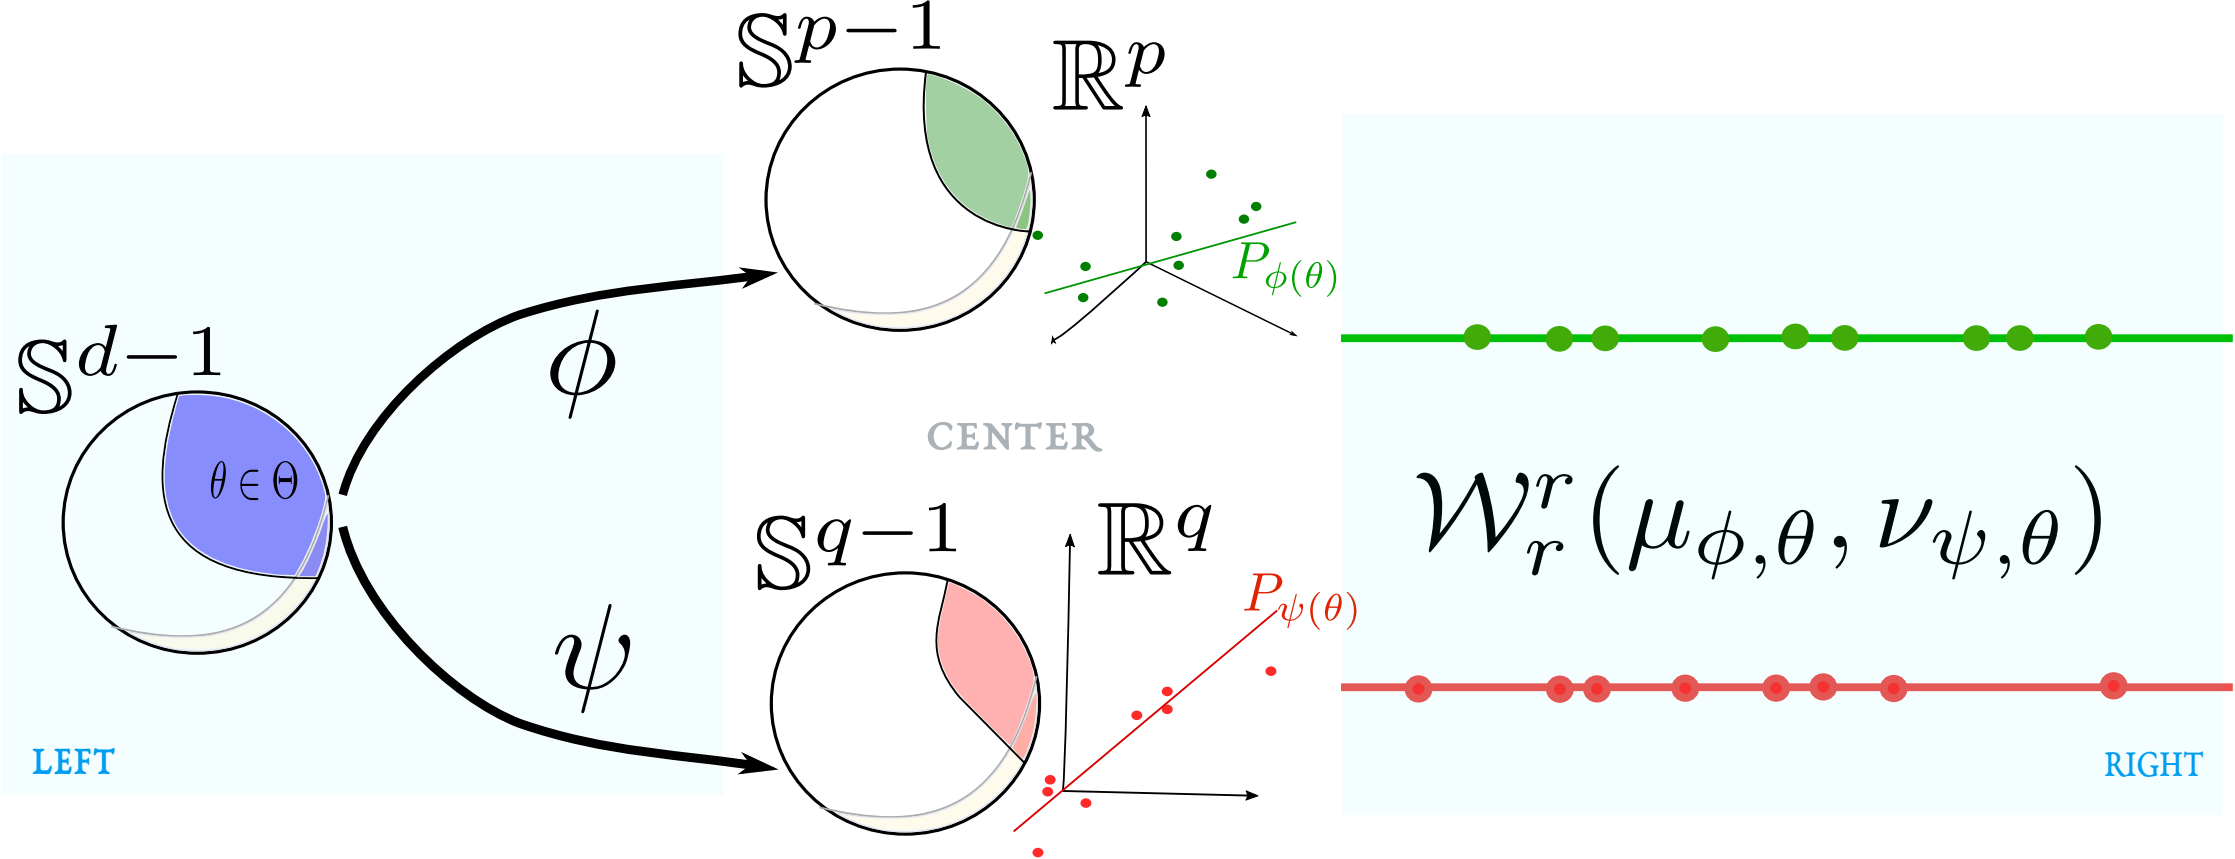 𝕊^{p−1}
ℝ^p
P_{ϕ(θ)}
𝕊^{d−1}
θ ∈ Θ
ϕ
CENTER
𝕊^{q−1}
ℝ^q
P_{ψ(θ)}
𝒲_r^r(μ_{ϕ,θ}, ν_{ψ,θ})
ψ
LEFT
RIGHT